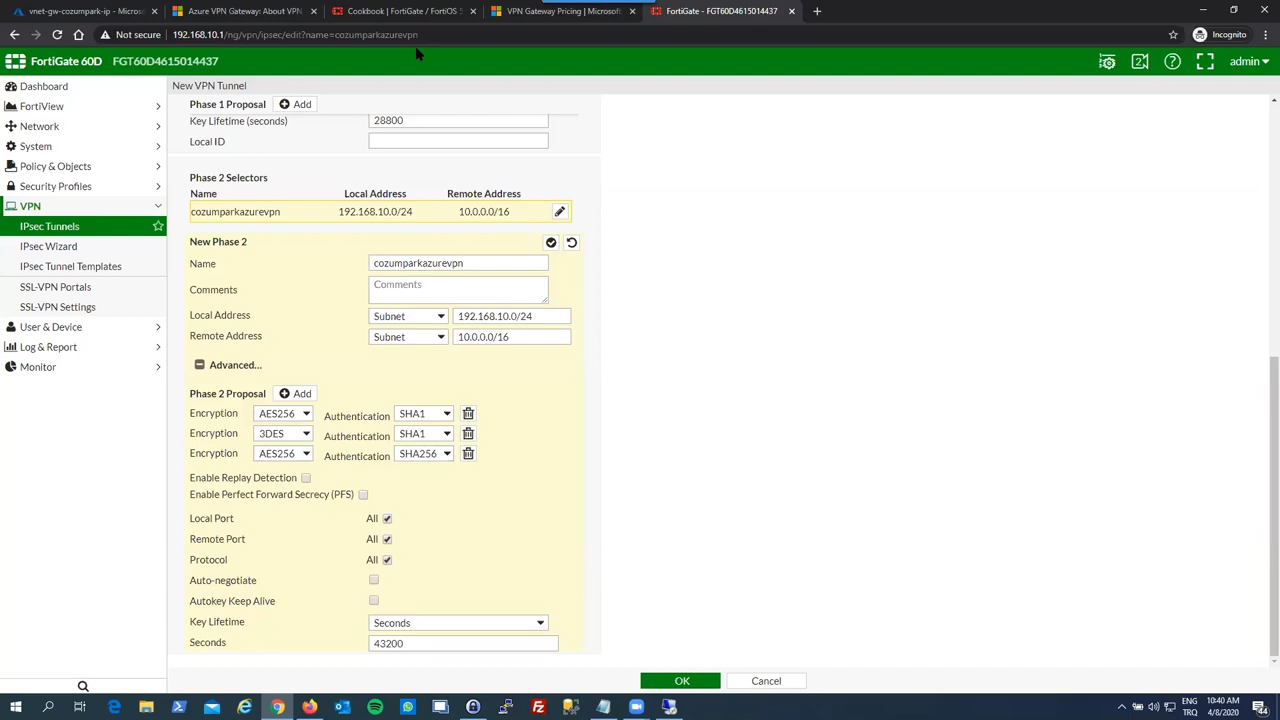 vnet-gw-cozumpark-ip - Microso
Azure VPN Gateway: About VPN
Cookbook | FortiGate / FortiOS
VPN Gateway Pricing | Microsoft
FortiGate - FGT60D4615014437
Not secure 192.168.10.1/ng/vpn/ipsec/edit?name=cozumparkazurevpn
Incognito
FortiGate 60D FGT60D4615014437
admin
Dashboard
FortiView
Network
System
Policy & Objects
Security Profiles
VPN
IPsec Tunnels
IPsec Wizard
IPsec Tunnel Templates
SSL-VPN Portals
SSL-VPN Settings
User & Device
Log & Report
Monitor
New VPN Tunnel
Phase 1 Proposal Add
Key Lifetime (seconds) 28800
Local ID
Phase 2 Selectors
Name Local Address Remote Address
cozumparkazurevpn 192.168.10.0/24 10.0.0.0/16
New Phase 2
Name cozumparkazurevpn
Comments Comments
Local Address Subnet 192.168.10.0/24
Remote Address Subnet 10.0.0.0/16
Advanced...
Phase 2 Proposal Add
Encryption AES256 Authentication SHA1
Encryption 3DES Authentication SHA1
Encryption AES256 Authentication SHA256
Enable Replay Detection
Enable Perfect Forward Secrecy (PFS)
Local Port All
Remote Port All
Protocol All
Auto-negotiate
Autokey Keep Alive
Key Lifetime Seconds
Seconds 43200
OK Cancel
ENG 10:40 AM
TRQ 4/8/2020
44